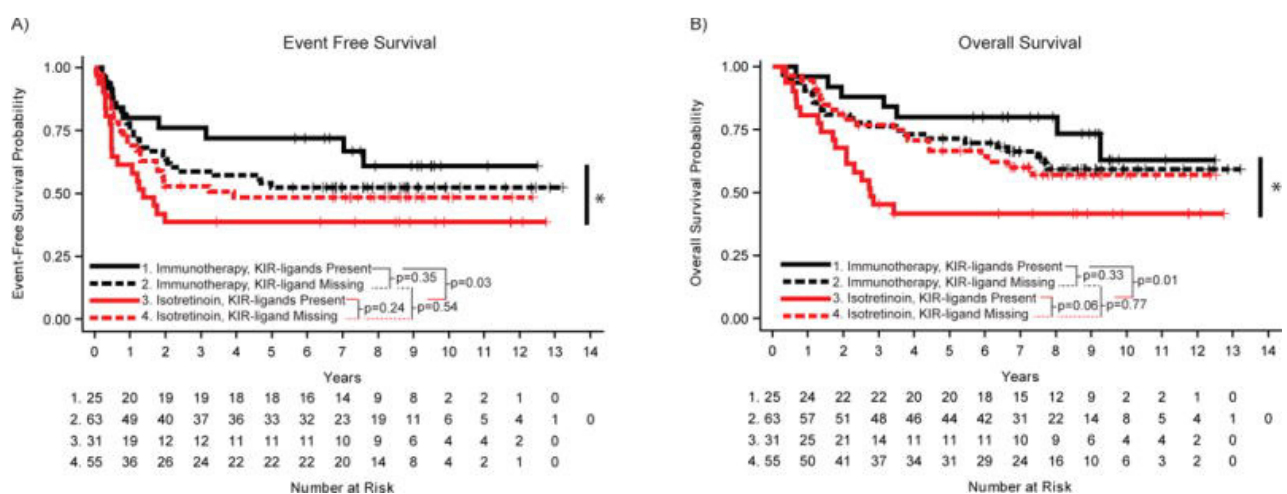 A)
Event Free Survival
Event-Free Survival Probability
1.00
0.75
0.50
0.25
0.00
*
1. Immunotherapy, KIR-ligands Present
2. Immunotherapy, KIR-ligand Missing
3. Isotretinoin, KIR-ligands Present
4. Isotretinoin, KIR-ligand Missing
p=0.35
p=0.03
p=0.24
p=0.54
0 1 2 3 4 5 6 7 8 9 10 11 12 13 14
Years
1. 25 20 19 19 18 18 16 14 9 8 2 2 1 0
2. 63 49 40 37 36 33 32 23 19 11 6 5 4 1 0
3. 31 19 12 12 11 11 11 10 9 6 4 4 2 0
4. 55 36 26 24 22 22 22 20 14 8 4 2 1 0
Number at Risk
B)
Overall Survival
Overall Survival Probability
1.00
0.75
0.50
0.25
0.00
*
1. Immunotherapy, KIR-ligands Present
2. Immunotherapy, KIR-ligand Missing
3. Isotretinoin, KIR-ligands Present
4. Isotretinoin, KIR-ligand Missing
p=0.33
p=0.01
p=0.06
p=0.77
0 1 2 3 4 5 6 7 8 9 10 11 12 13 14
Years
1. 25 24 22 22 20 20 18 15 12 9 2 2 1 0
2. 63 57 51 48 46 44 42 31 22 14 8 5 4 1 0
3. 31 25 21 14 11 11 11 10 9 6 4 4 2 0
4. 55 50 41 37 34 31 29 24 16 10 6 3 2 0
Number at Risk